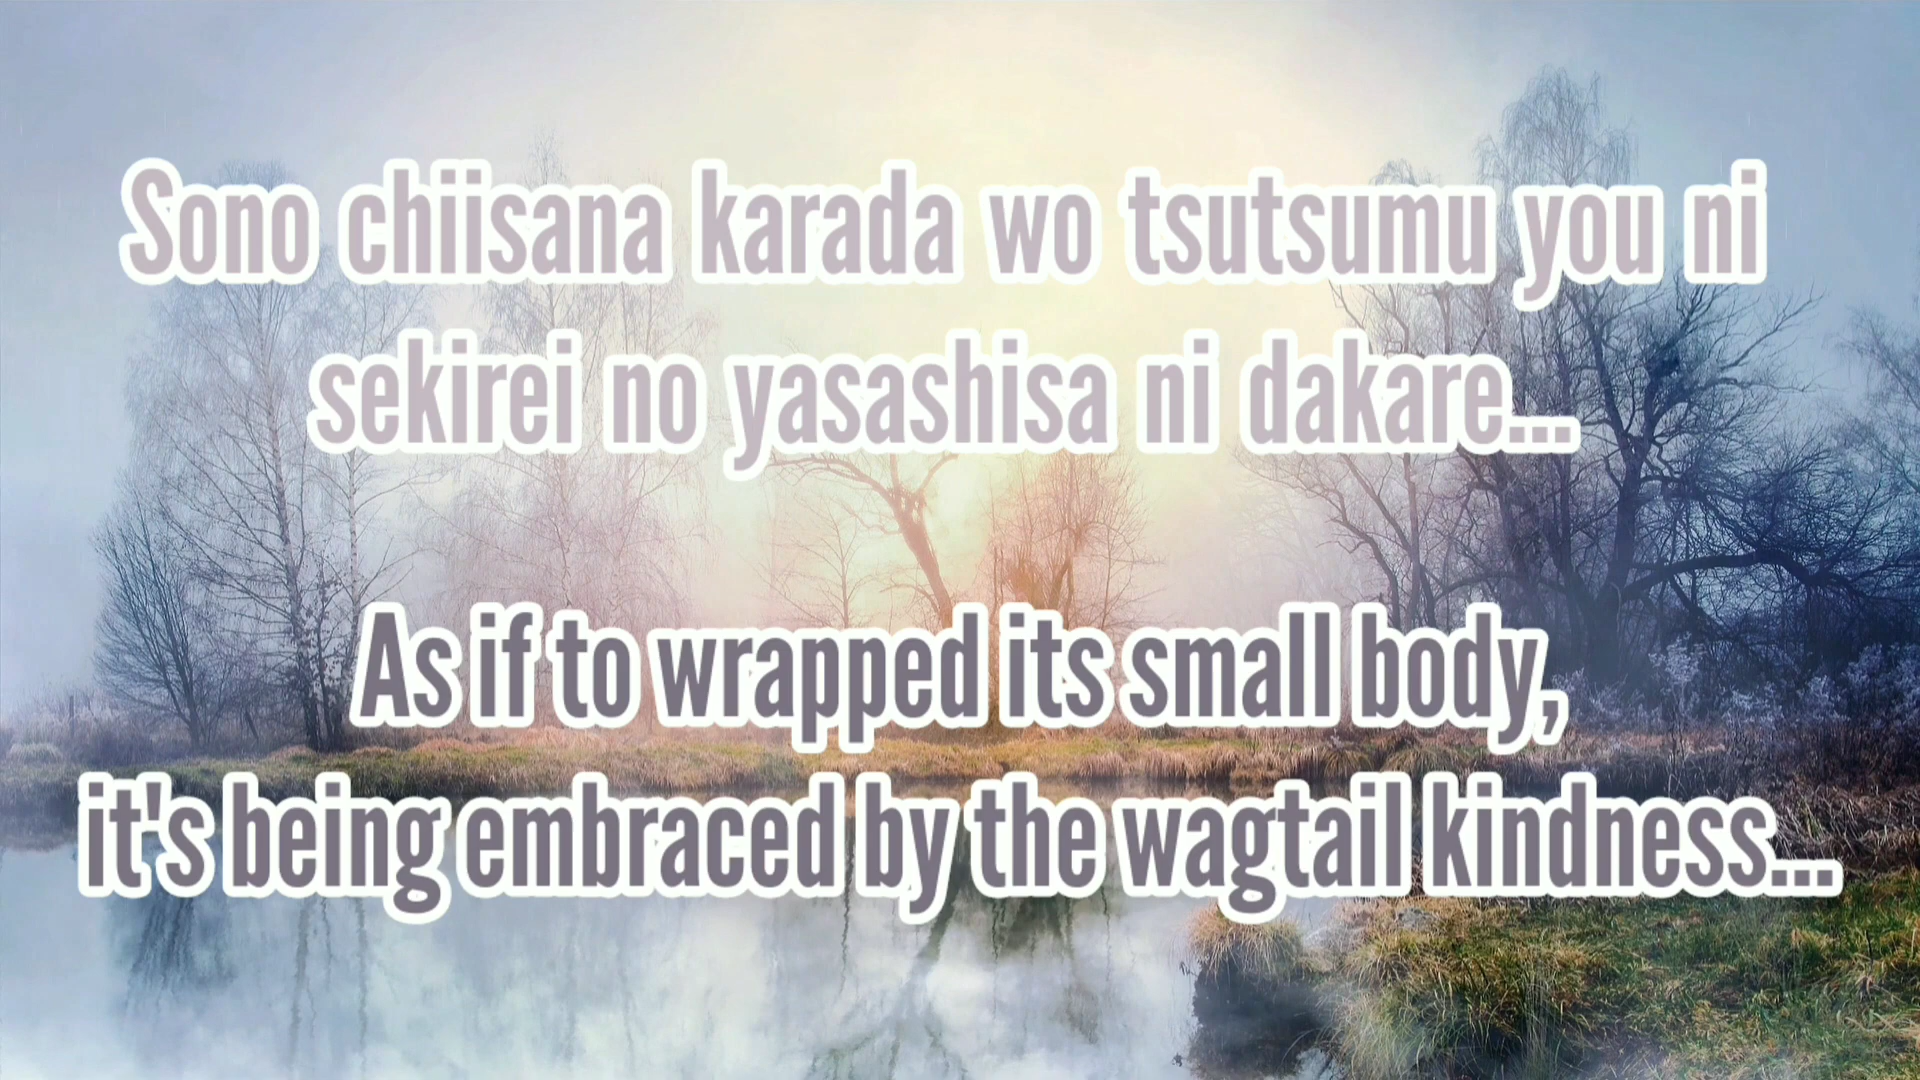 Sono chiisana karada wo tsutsumu you ni
sekirei no yasashisa ni dakare...
As if to wrapped its small body,
it's being embraced by the wagtail kindness...